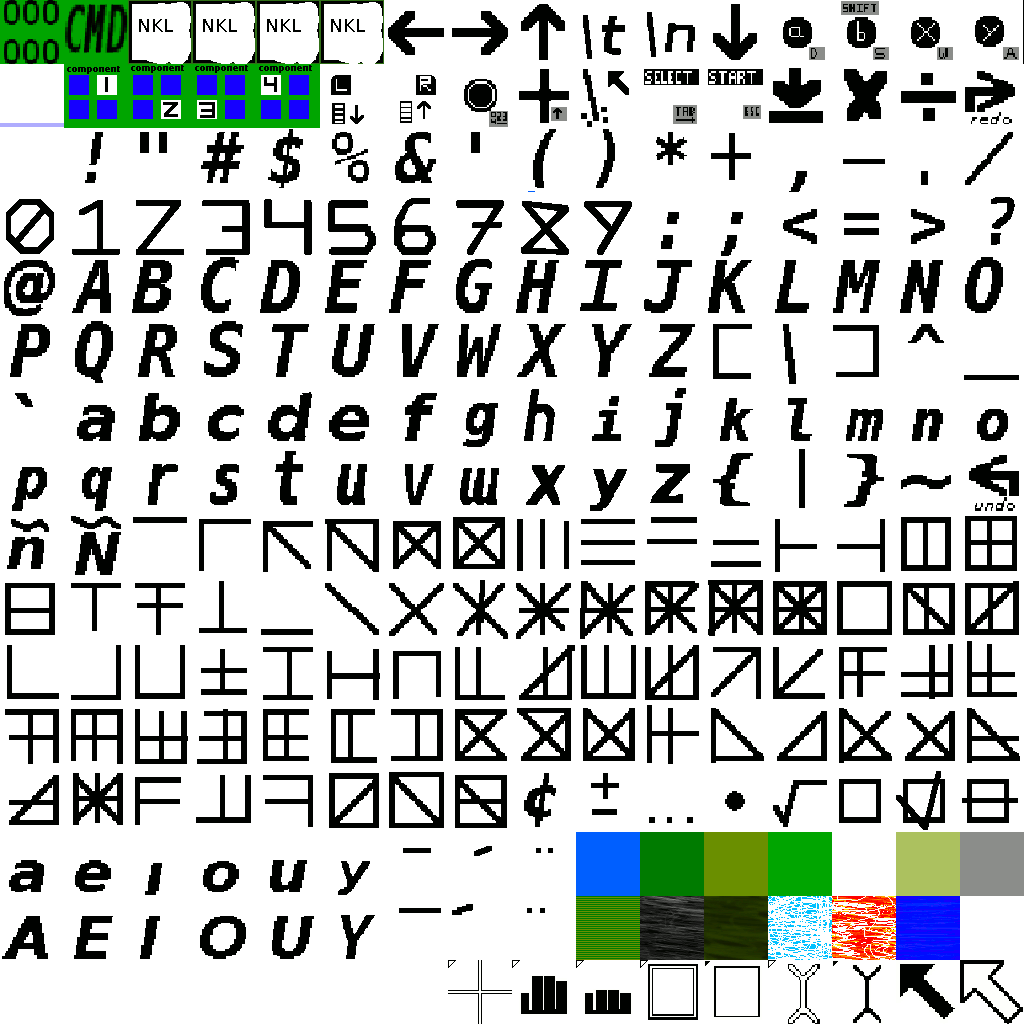 000 CMD NKL NKL NKL NKL ← → ↑ \t \n ↓ a D SHIFT b S x W y A
000
component 1 component 2 component 3 component 4 L ↓ R ↑ 123 + ↑ \. SELECT TAB START ESC ÷ redo
! " # $ % & ' ( ) * + , — . /
0 1 2 3 4 5 6 7 8 9 : ; < = > ?
@ A B C D E F G H I J K L M N O
P Q R S T U V W X Y Z [ \ ] ^ _
` a b c d e f g h i j k l m n o
p q r s t u v w x y z { | } ~ undo
ñ Ñ
¢ ± … • √
a e ı o u y
A E I O U Y